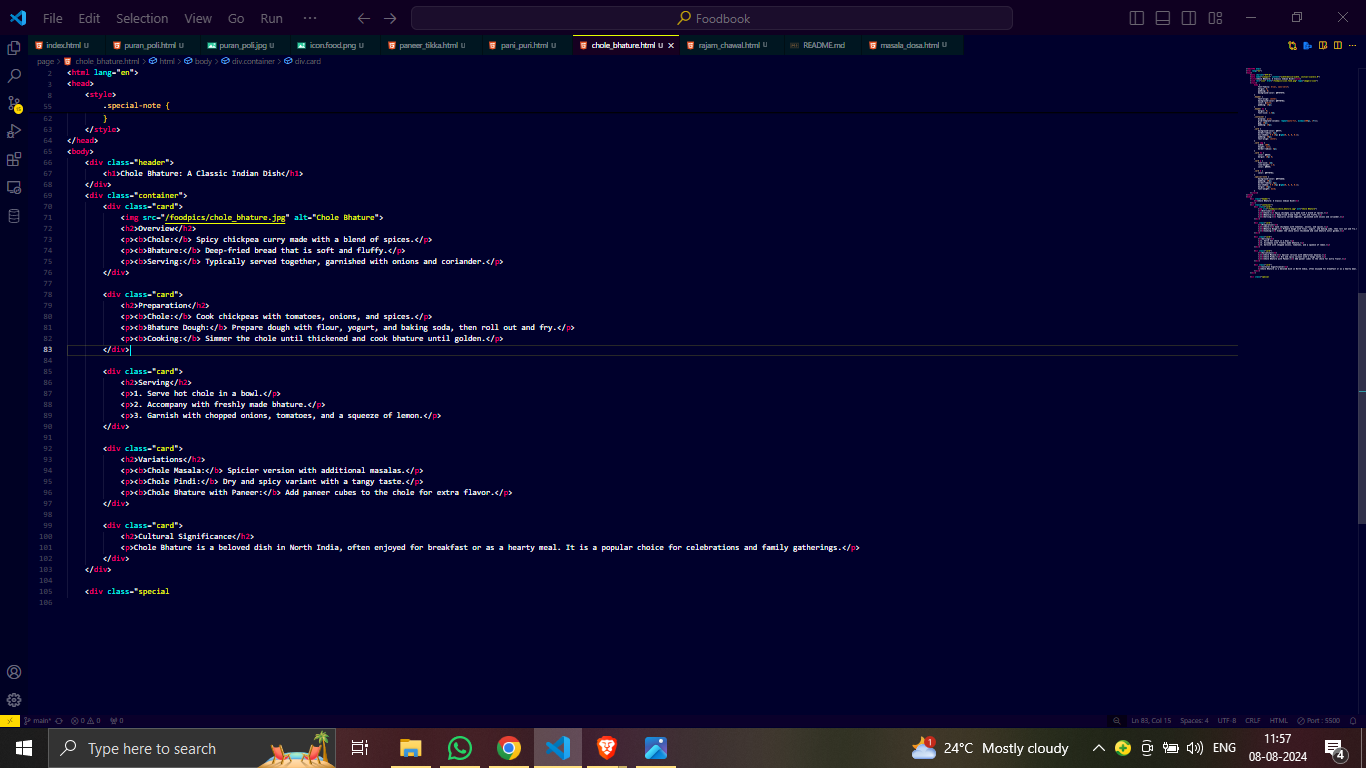 File Edit Selection View Go Run ··· Foodbook
index.html U puran_poli.html U puran_poli.jpg U icon.food.png U paneer_tilkka.html U pani_puri.html U chole_bhature.html U rajam_chawal.html U README.md masala_dosa.html U
page > chole_bhature.html > html > body > div.container > div.card
2 <html lang="en">
3 <head>
8 <style>
55 .special-note {
62 }
63 </style>
64 </head>
65 <body>
66 <div class="header">
67 <h1>Chole Bhature: A Classic Indian Dish</h1>
68 </div>
69 <div class="container">
70 <div class="card">
71 <img src="/foodpics/chole_bhature.jpg" alt="Chole Bhature">
72 <h2>Overview</h2>
73 <p><b>Chole:</b> Spicy chickpea curry made with a blend of spices.</p>
74 <p><b>Bhature:</b> Deep-fried bread that is soft and fluffy.</p>
75 <p><b>Serving:</b> Typically served together, garnished with onions and coriander.</p>
76 </div>
77
78 <div class="card">
79 <h2>Preparation</h2>
80 <p><b>Chole:</b> Cook chickpeas with tomatoes, onions, and spices.</p>
81 <p><b>Bhature Dough:</b> Prepare dough with flour, yogurt, and baking soda, then roll out and fry.</p>
82 <p><b>Cooking:</b> Simmer the chole until thickened and cook bhature until golden.</p>
83 </div>
84
85 <div class="card">
86 <h2>Serving</h2>
87 <p>1. Serve hot chole in a bowl.</p>
88 <p>2. Accompany with freshly made bhature.</p>
89 <p>3. Garnish with chopped onions, tomatoes, and a squeeze of lemon.</p>
90 </div>
91
92 <div class="card">
93 <h2>Variations</h2>
94 <p><b>Chole Masala:</b> Spicier version with additional masalas.</p>
95 <p><b>Chole Pindi:</b> Dry and spicy variant with a tangy taste.</p>
96 <p><b>Chole Bhature with Paneer:</b> Add paneer cubes to the chole for extra flavor.</p>
97 </div>
98
99 <div class="card">
100 <h2>Cultural Significance</h2>
101 <p>Chole Bhature is a beloved dish in North India, often enjoyed for breakfast or as a hearty meal. It is a popular choice for celebrations and family gatherings.</p>
102 </div>
103 </div>
104
105 <div class="special
106
main* 0 0 0 Ln 83, Col 15 Spaces: 4 UTF-8 CRLF HTML Port : 5500
Type here to search 1 24°C Mostly cloudy ENG 11:57
08-08-2024 4